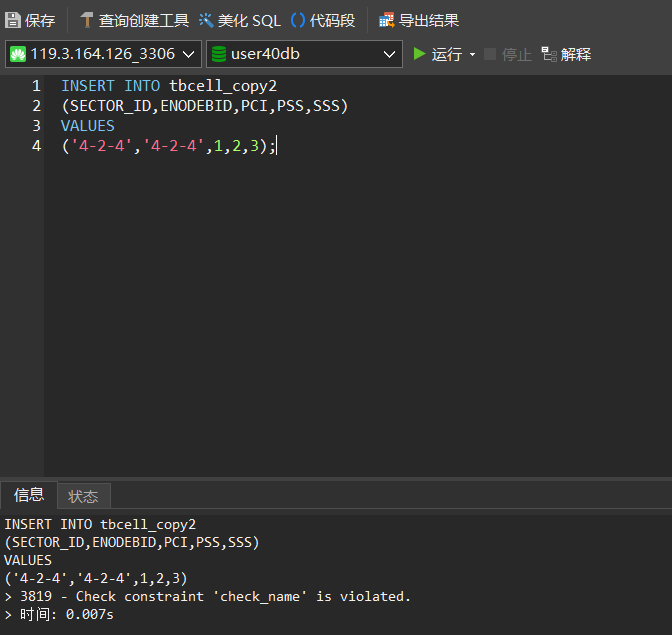 保存 查询创建工具 美化 SQL () 代码段 导出结果
119.3.164.126_3306 user40db 运行 停止 解释
1 INSERT INTO tbcell_copy2
2 (SECTOR_ID,ENODEBID,PCI,PSS,SSS)
3 VALUES
4 ('4-2-4','4-2-4',1,2,3);
信息 状态
INSERT INTO tbcell_copy2
(SECTOR_ID,ENODEBID,PCI,PSS,SSS)
VALUES
('4-2-4','4-2-4',1,2,3)
> 3819 - Check constraint 'check_name' is violated.
> 时间: 0.007s